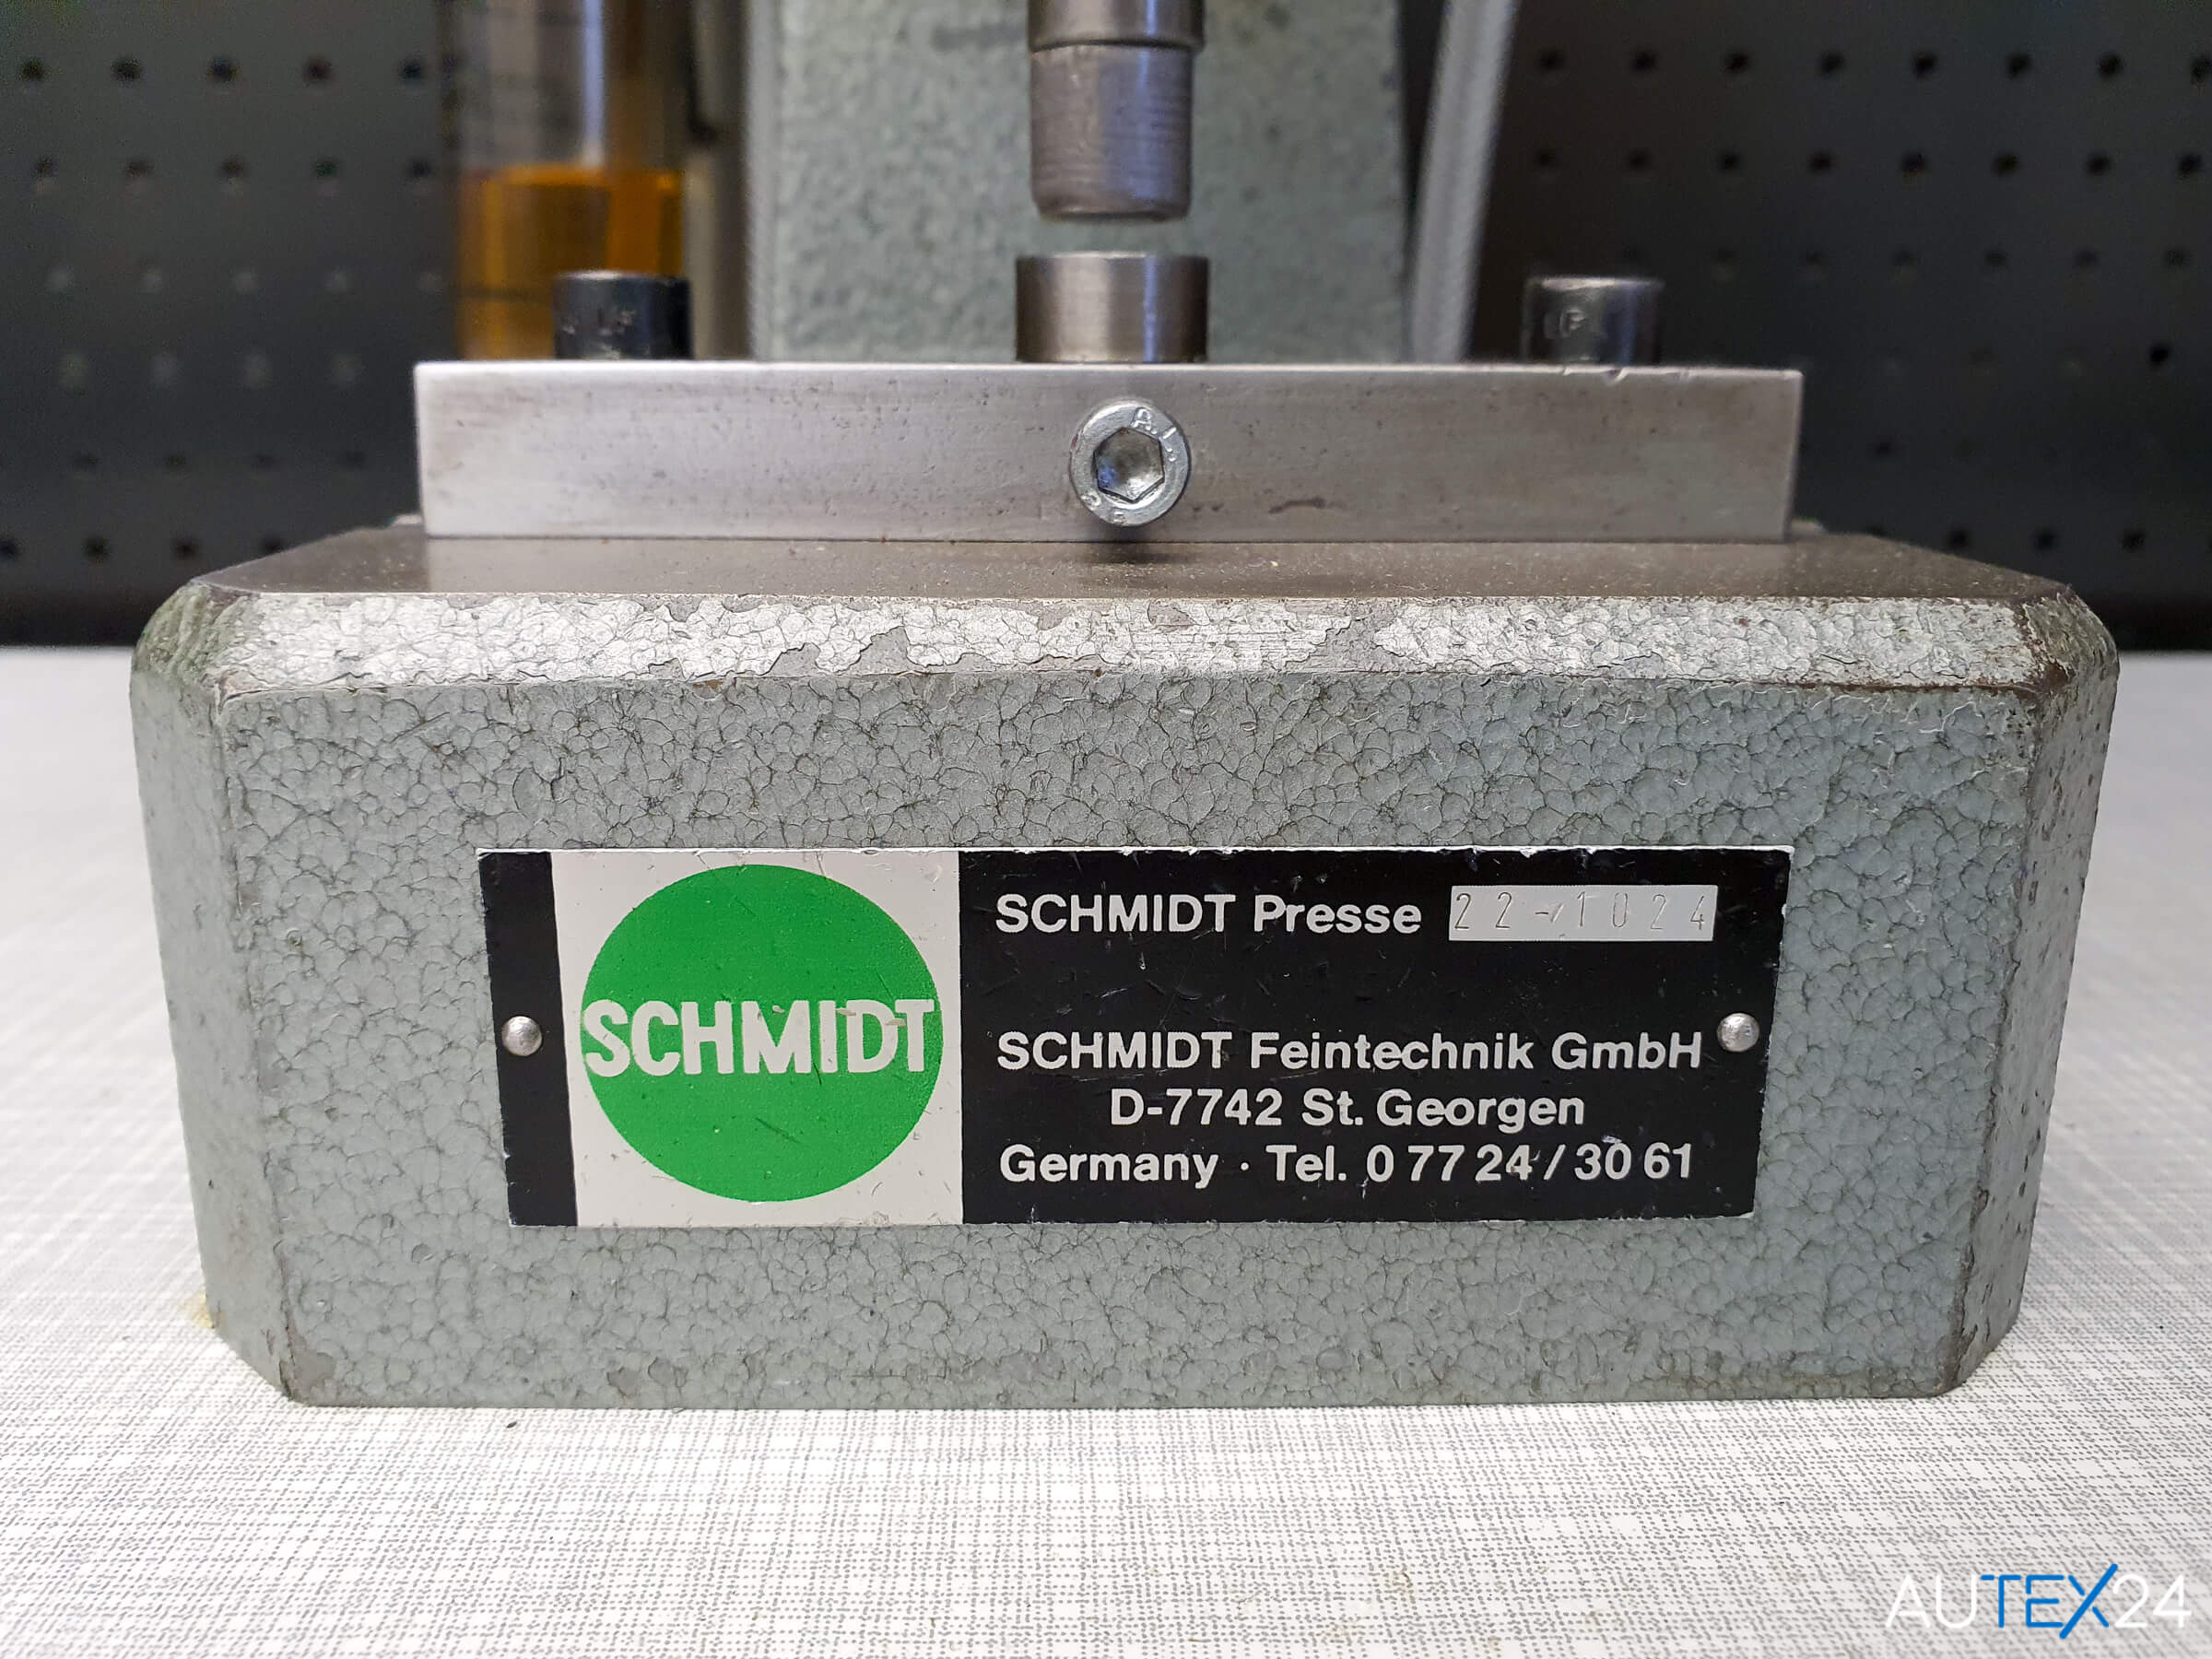 SCHMIDT
SCHMIDT Presse 22-1024
SCHMIDT Feintechnik GmbH
D-7742 St. Georgen
Germany · Tel. 0 77 24 / 30 61
AUTEX24